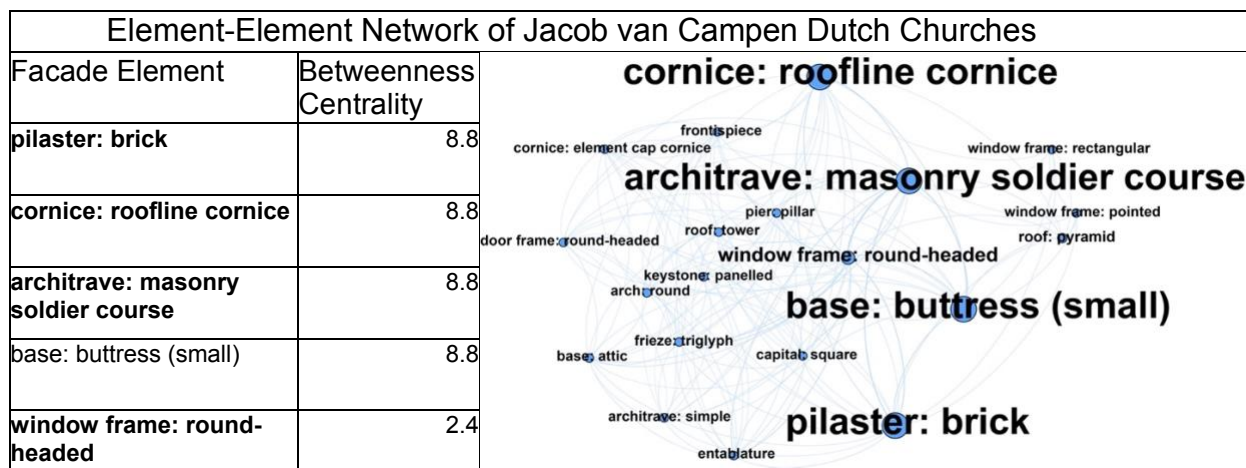 Element-Element Network of Jacob van Campen Dutch Churches
Facade Element
Betweenness
Centrality
pilaster: brick
8.8
cornice: roofline cornice
8.8
architrave: masonry
soldier course
8.8
base: buttress (small)
8.8
window frame: round-
headed
2.4
cornice: roofline cornice
frontispiece
cornice: element cap cornice
window frame: rectangular
architrave: masonry soldier course
pier: pillar
window frame: pointed
roof: tower
roof: pyramid
door frame: round-headed
window frame: round-headed
keystone: panelled
arch: round
base: buttress (small)
frieze: triglyph
base: attic
capital: square
architrave: simple
pilaster: brick
entablature